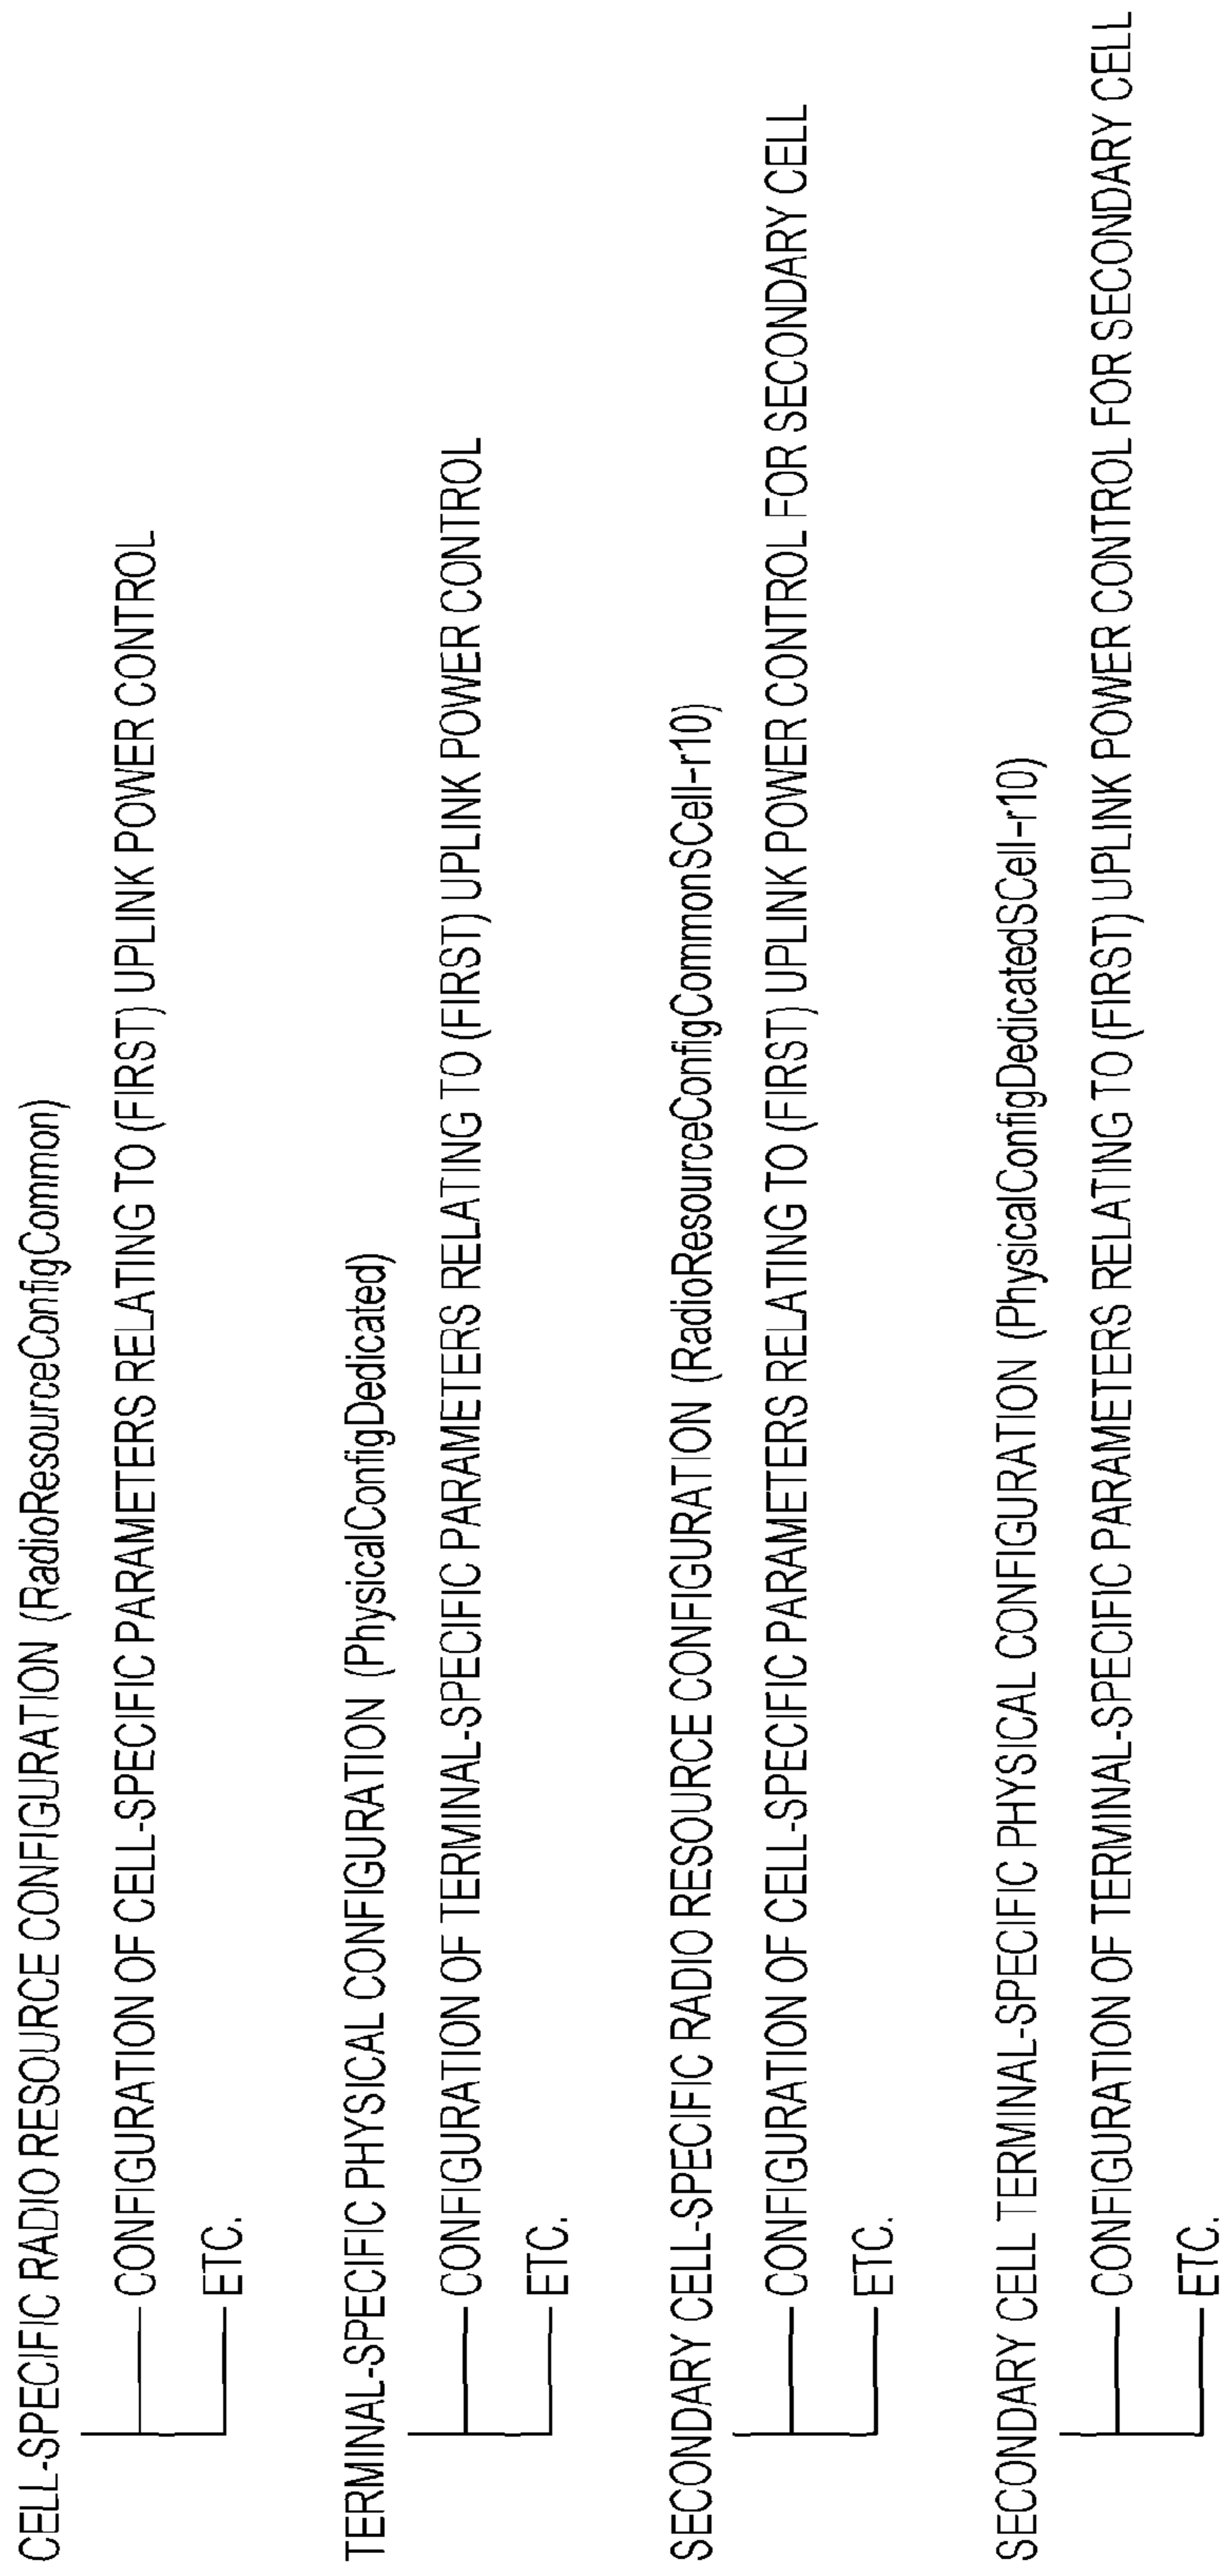 CELL-SPECIFIC RADIO RESOURCE CONFIGURATION (RadioResourceConfigCommon)
CONFIGURATION OF CELL-SPECIFIC PARAMETERS RELATING TO (FIRST) UPLINK POWER CONTROL
ETC.
TERMINAL-SPECIFIC PHYSICAL CONFIGURATION (PhysicalConfigDedicated)
CONFIGURATION OF TERMINAL-SPECIFIC PARAMETERS RELATING TO (FIRST) UPLINK POWER CONTROL
ETC.
SECONDARY CELL-SPECIFIC RADIO RESOURCE CONFIGURATION (RadioResourceConfigCommonSCell-r10)
CONFIGURATION OF CELL-SPECIFIC PARAMETERS RELATING TO (FIRST) UPLINK POWER CONTROL FOR SECONDARY CELL
ETC.
SECONDARY CELL TERMINAL-SPECIFIC PHYSICAL CONFIGURATION (PhysicalConfigDedicatedSCell-r10)
CONFIGURATION OF TERMINAL-SPECIFIC PARAMETERS RELATING TO (FIRST) UPLINK POWER CONTROL FOR SECONDARY CELL
ETC.